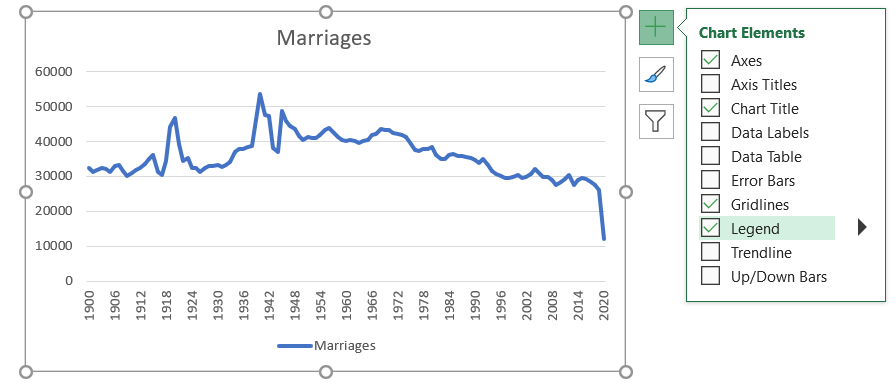 Marriages
60000
50000
40000
30000
20000
10000
0
1900 1906 1912 1918 1924 1930 1936 1942 1948 1954 1960 1966 1972 1978 1984 1990 1996 2002 2008 2014 2020
Marriages
Chart Elements
Axes
Axis Titles
Chart Title
Data Labels
Data Table
Error Bars
Gridlines
Legend
Trendline
Up/Down Bars